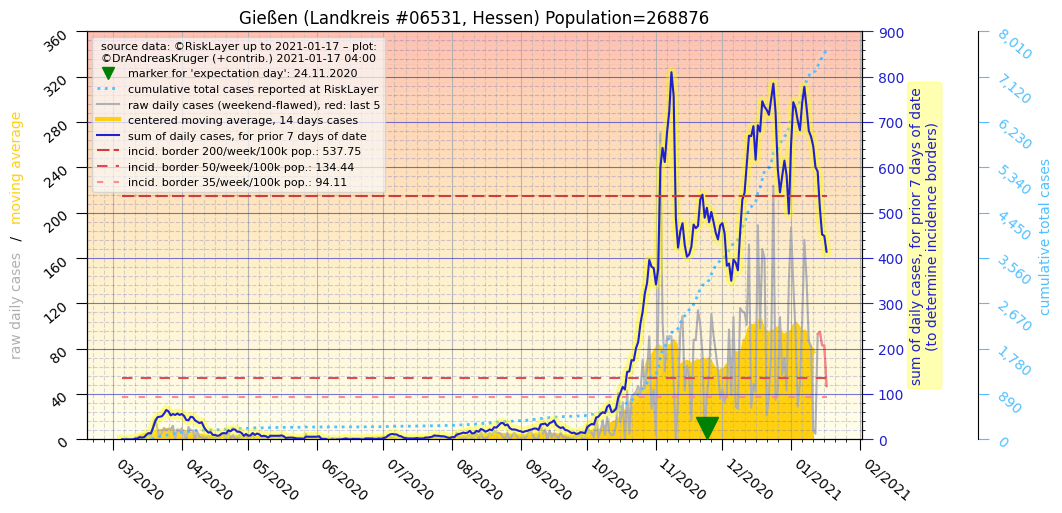 Gießen (Landkreis #06531, Hessen) Population=268876
source data: ©RiskLayer up to 2021-01-17 – plot:
©DrAndreasKruger (+contrib.) 2021-01-17 04:00
marker for 'expectation day': 24.11.2020
cumulative total cases reported at RiskLayer
raw daily cases (weekend-flawed), red: last 5
centered moving average, 14 days cases
sum of daily cases, for prior 7 days of date
incid. border 200/week/100k pop.: 537.75
incid. border 50/week/100k pop.: 134.44
incid. border 35/week/100k pop.: 94.11
raw daily cases / moving average
360
320
280
240
200
160
120
80
40
0
03/2020
04/2020
05/2020
06/2020
07/2020
08/2020
09/2020
10/2020
11/2020
12/2020
01/2021
02/2021
900
800
700
600
500
400
300
200
100
0
sum of daily cases, for prior 7 days of date
(to determine incidence borders)
8,010
7,120
6,230
5,340
4,450
3,560
2,670
1,780
890
0
cumulative total cases